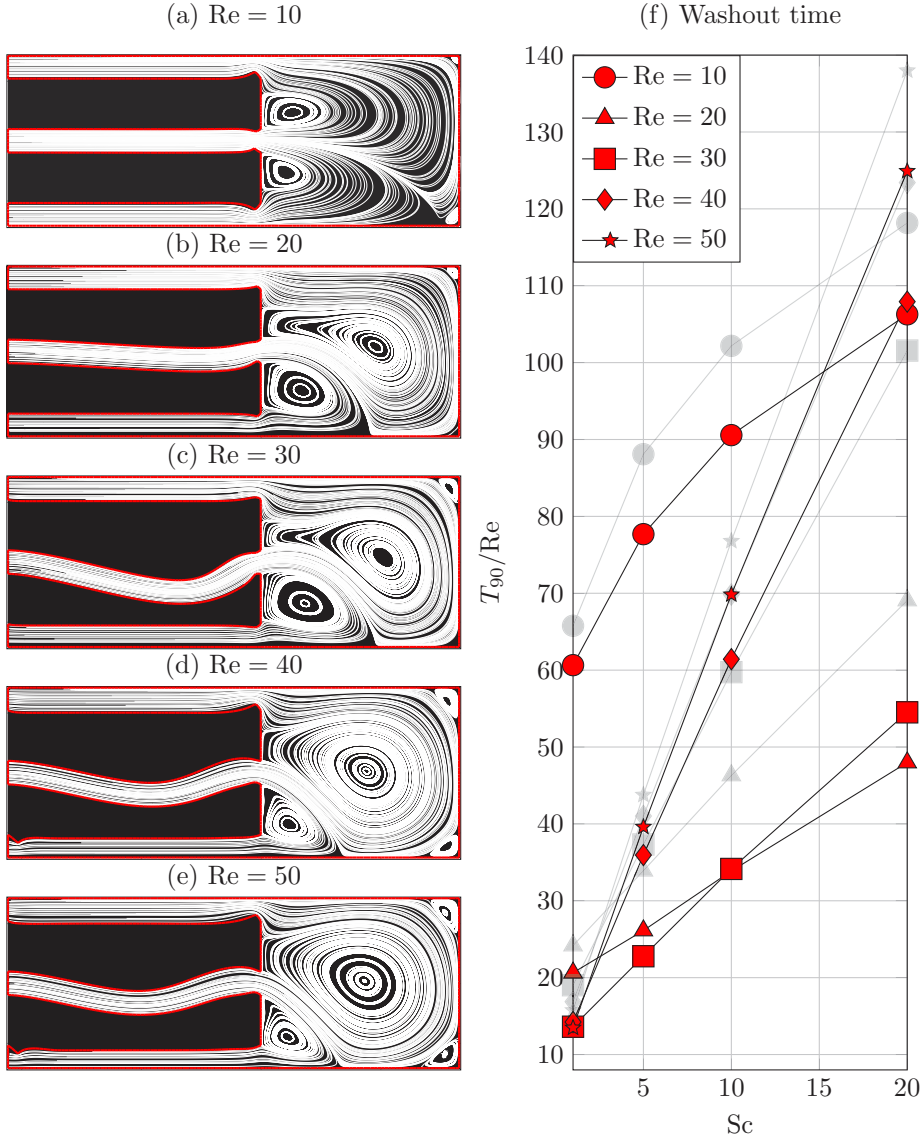 (a) Re = 10
(b) Re = 20
(c) Re = 30
(d) Re = 40
(e) Re = 50
(f) Washout time
140
130
120
110
100
90
80
70
60
50
40
30
20
10
T₉₀/Re
Re = 10
Re = 20
Re = 30
Re = 40
Re = 50
5
10
15
20
Sc